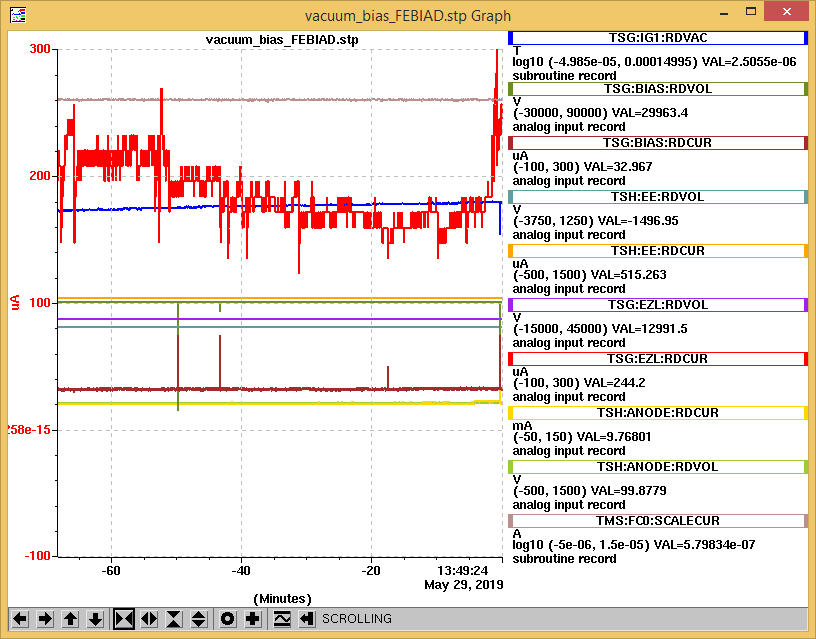 vacuum_bias_FEBIAD.stp Graph
vacuum_bias_FEBIAD.stp
300
200
uA
100
258e-15
-100
-60
-40
-20
13:49:24
May 29, 2019
(Minutes)
TSG:IG1:RDVAC
T
log10 (-4.985e-05, 0.00014995) VAL=2.5055e-06
subroutine record
TSG:BIAS:RDVOL
V
(-30000, 90000) VAL=29963.4
analog input record
TSG:BIAS:RDCUR
uA
(-100, 300) VAL=32.967
analog input record
TSH:EE:RDVOL
V
(-3750, 1250) VAL=-1496.95
analog input record
TSH:EE:RDCUR
uA
(-500, 1500) VAL=515.263
analog input record
TSG:EZL:RDVOL
V
(-15000, 45000) VAL=12991.5
analog input record
TSG:EZL:RDCUR
uA
(-100, 300) VAL=244.2
analog input record
TSH:ANODE:RDCUR
mA
(-50, 150) VAL=9.76801
analog input record
TSH:ANODE:RDVOL
V
(-500, 1500) VAL=99.8779
analog input record
TMS:FC0:SCALECUR
A
log10 (-5e-06, 1.5e-05) VAL=5.79834e-07
subroutine record
SCROLLING